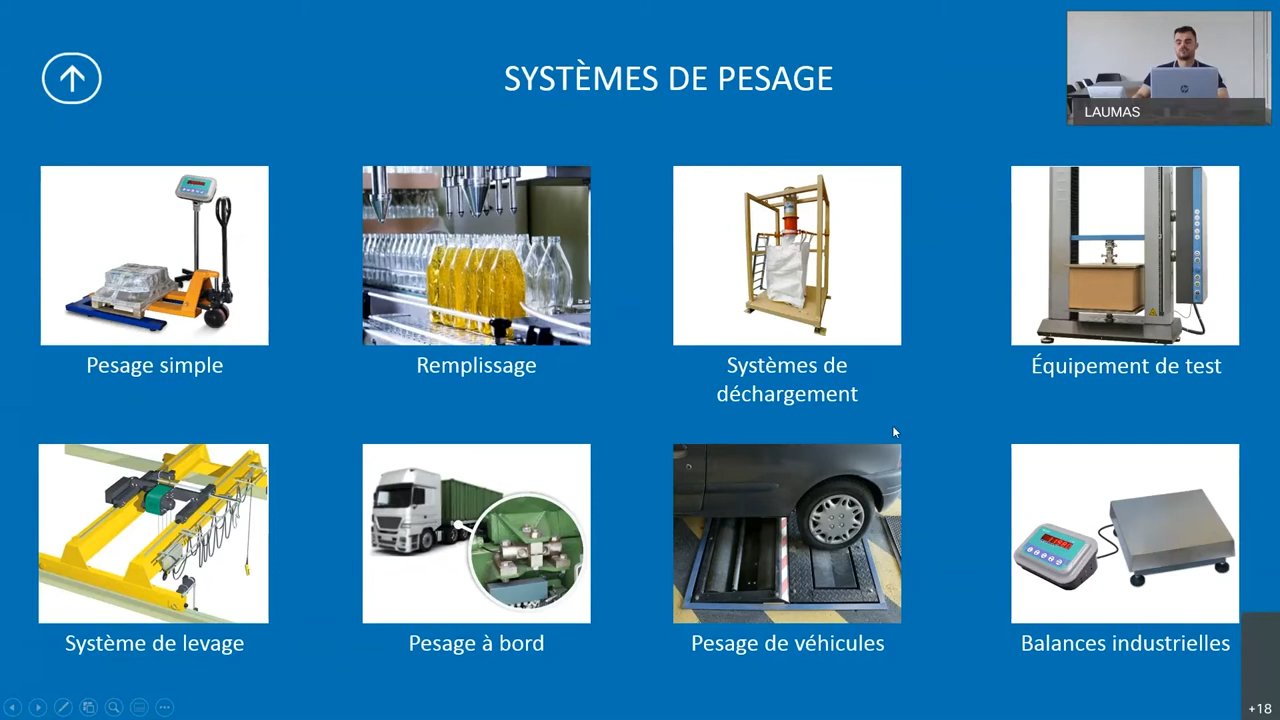 SYSTÈMES DE PESAGE
LAUMAS
Pesage simple
Remplissage
Systèmes de
déchargement
Équipement de test
Système de levage
Pesage à bord
Pesage de véhicules
Balances industrielles
+18